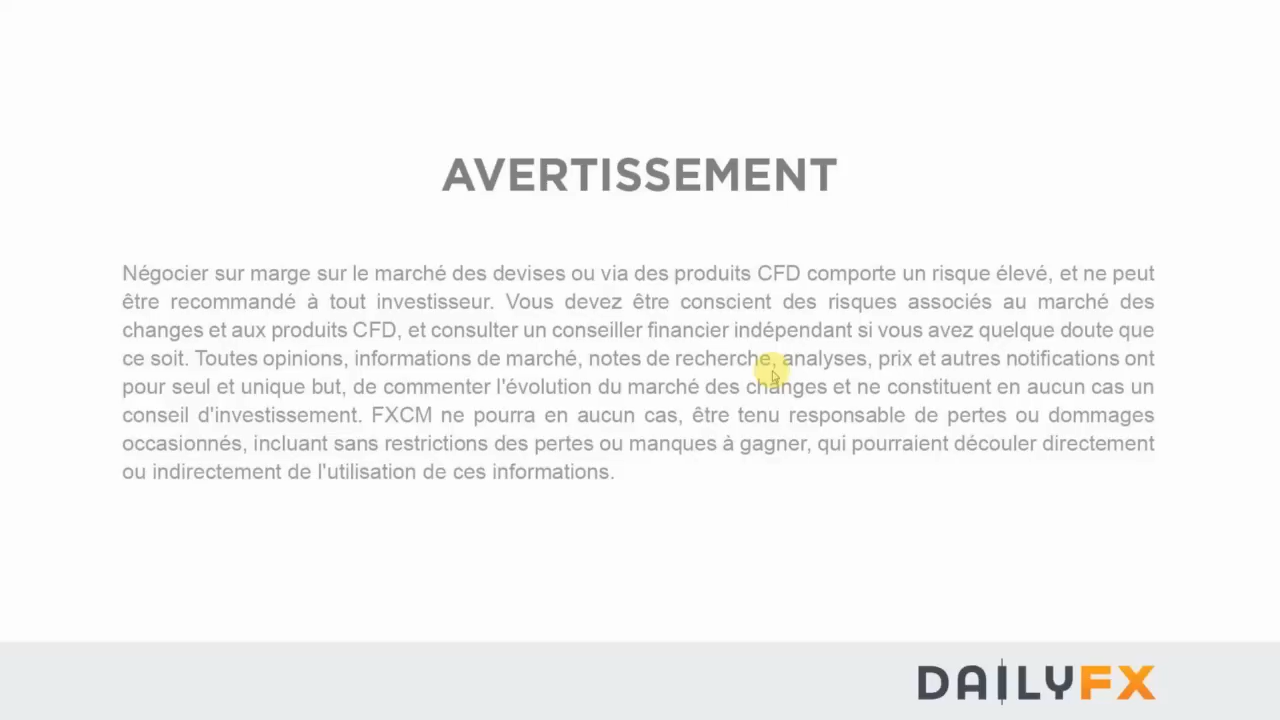 AVERTISSEMENT
Négocier sur marge sur le marché des devises ou via des produits CFD comporte un risque élevé, et ne peut
être recommandé à tout investisseur. Vous devez être conscient des risques associés au marché des
changes et aux produits CFD, et consulter un conseiller financier indépendant si vous avez quelque doute que
ce soit. Toutes opinions, informations de marché, notes de recherche, analyses, prix et autres notifications ont
pour seul et unique but, de commenter l'évolution du marché des changes et ne constituent en aucun cas un
conseil d'investissement. FXCM ne pourra en aucun cas, être tenu responsable de pertes ou dommages
occasionnés, incluant sans restrictions des pertes ou manques à gagner, qui pourraient découler directement
ou indirectement de l'utilisation de ces informations.
DAILYFX